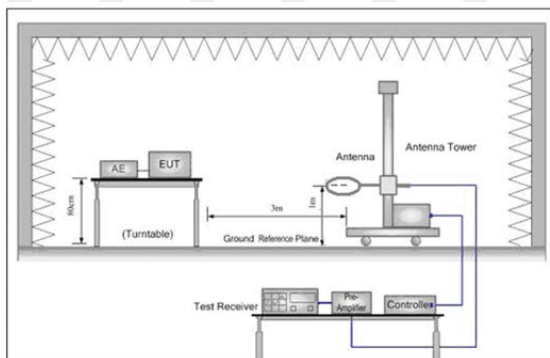 Antenna Tower
Antenna
EUT
AE
80cm
(Turntable)
3m
1m
Ground Reference Plane
Test Receiver
Pre-
Amplifier
Controller